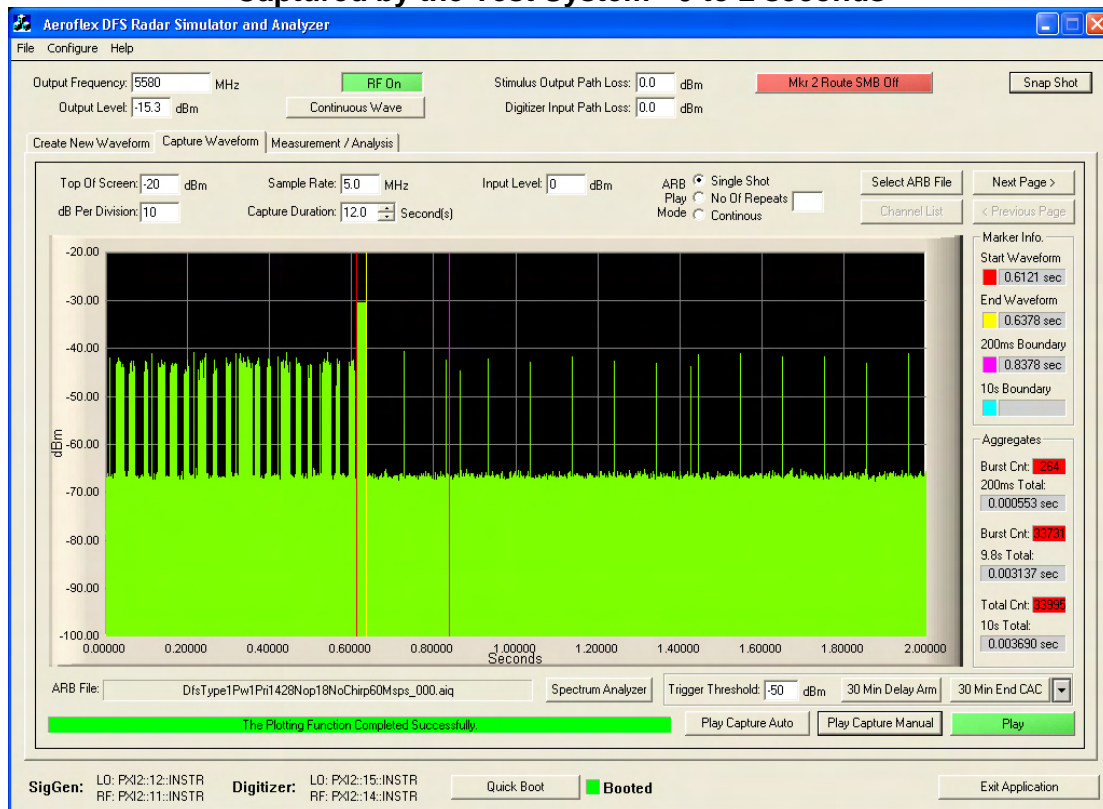 Captured by the Test System - 0 to 2 Seconds
Aeroflex DFS Radar Simulator and Analyzer
File Configure Help
Output Frequency: 5580 MHz
RF On
Stimulus Output Path Loss: 0.0 dBm
Mkr 2 Route SMB Off
Snap Shot
Output Level: -15.3 dBm
Continuous Wave
Digitizer Input Path Loss: 0.0 dBm
Create New Waveform
Capture Waveform
Measurement / Analysis
Top Of Screen: -20 dBm
Sample Rate: 5.0 MHz
Input Level: 0 dBm
ARB Play Mode
Single Shot
No Of Repeats
Continous
Select ARB File
Next Page >
dB Per Division: 10
Capture Duration: 12.0 Second(s)
Channel List
< Previous Page
-20.00
-30.00
-40.00
-50.00
-60.00
-70.00
-80.00
-90.00
-100.00
dBm
0.00000 0.20000 0.40000 0.60000 0.80000 1.00000 1.20000 1.40000 1.60000 1.80000 2.00000
Seconds
Marker Info.
Start Waveform
0.6121 sec
End Waveform
0.6378 sec
200ms Boundary
0.8378 sec
10s Boundary
Aggregates
Burst Cnt: 264
200ms Total:
0.000553 sec
Burst Cnt: 33731
9.8s Total:
0.003137 sec
Total Cnt: 33995
10s Total:
0.003690 sec
ARB File: DfsType1Pw1Pri1428Nop18NoChirp60Msps_000.aiq
Spectrum Analyzer
Trigger Threshold: -50 dBm
30 Min Delay Arm
30 Min End CAC
The Plotting Function Completed Successfully.
Play Capture Auto
Play Capture Manual
Play
SigGen: LO: PXI2::12::INSTR
RF: PXI2::11::INSTR
Digitizer: LO: PXI2::15::INSTR
RF: PXI2::14::INSTR
Quick Boot
Booted
Exit Application